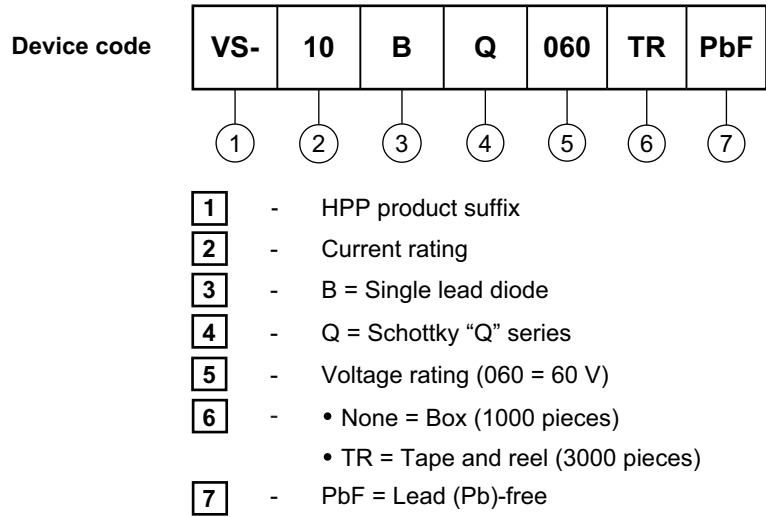 Device code VS- 10 B Q 060 TR PbF
1 2 3 4 5 6 7
1 - HPP product suffix
2 - Current rating
3 - B = Single lead diode
4 - Q = Schottky “Q” series
5 - Voltage rating (060 = 60 V)
6 - • None = Box (1000 pieces)
• TR = Tape and reel (3000 pieces)
7 - PbF = Lead (Pb)-free